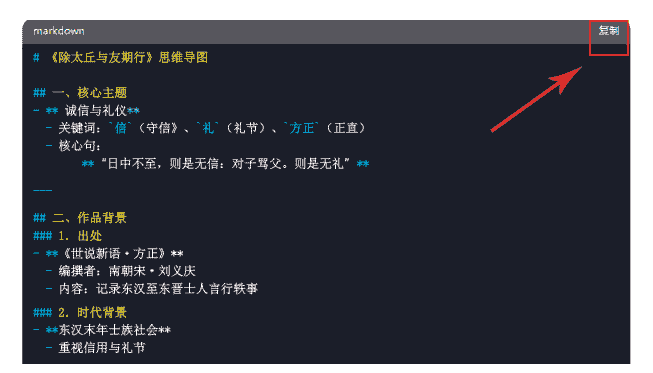 markdown 复制
# 《除太丘与友期行》思维导图
## 一、核心主题
- ** 诚信与礼仪**
- 关键词：`信`（守信》、`礼`（礼节）、`方正`（正直）
- 核心句：
**“日中不至，则是无信：对子骂父。则是无礼”**
---
## 二、作品背景
### 1. 出处
- **《世说新语·方正》**
- 编撰者：南朝宋·刘义庆
- 内容：记录东汉至东晋士人言行轶事
### 2. 时代背景
- **东汉末年士族社会**
- 重视信用与礼节